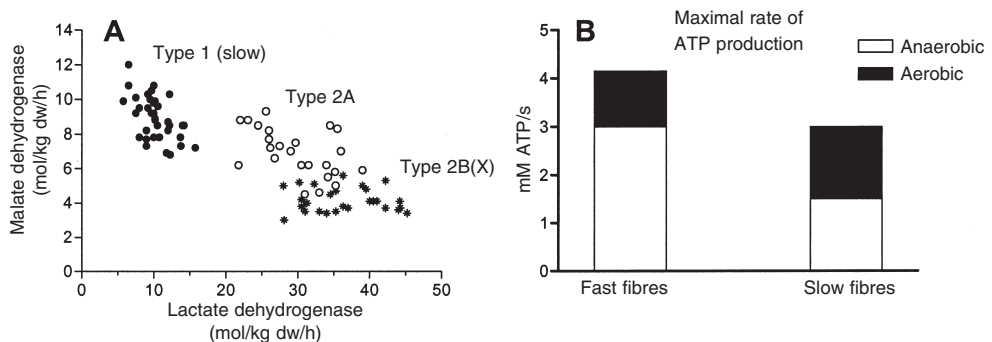 A
Malate dehydrogenase
(mol/kg dw/h)
14
12
10
8
6
4
2
0
Type 1 (slow)
Type 2A
Type 2B(X)
0
10
20
30
40
50
Lactate dehydrogenase
(mol/kg dw/h)
B
Maximal rate of
ATP production
Anaerobic
Aerobic
mM ATP/s
5
4
3
2
1
0
Fast fibres
Slow fibres